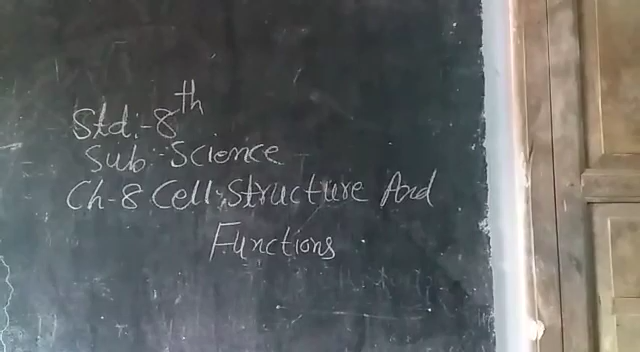 Std:-8th
Sub:-Science
Ch-8 Cell:Structure And
Functions